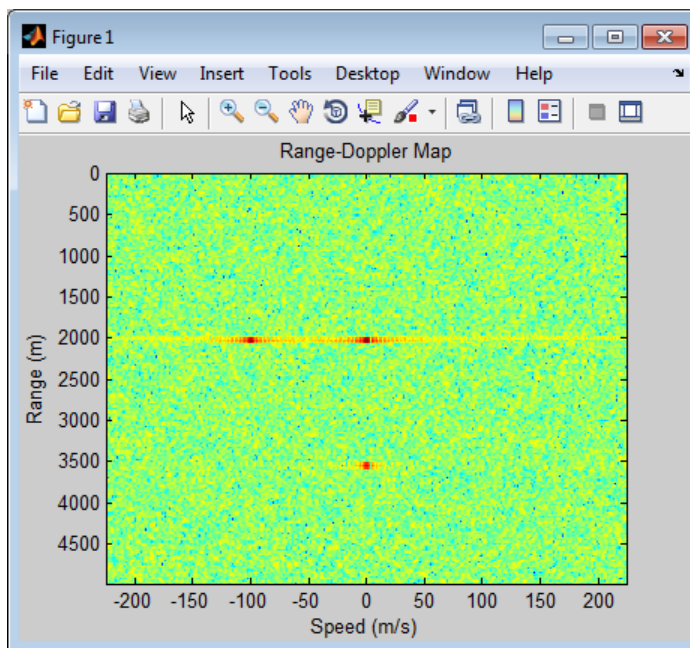 Figure 1
File Edit View Insert Tools Desktop Window Help
Range-Doppler Map
0
500
1000
1500
2000
2500
3000
3500
4000
4500
Range (m)
-200 -150 -100 -50 0 50 100 150 200
Speed (m/s)